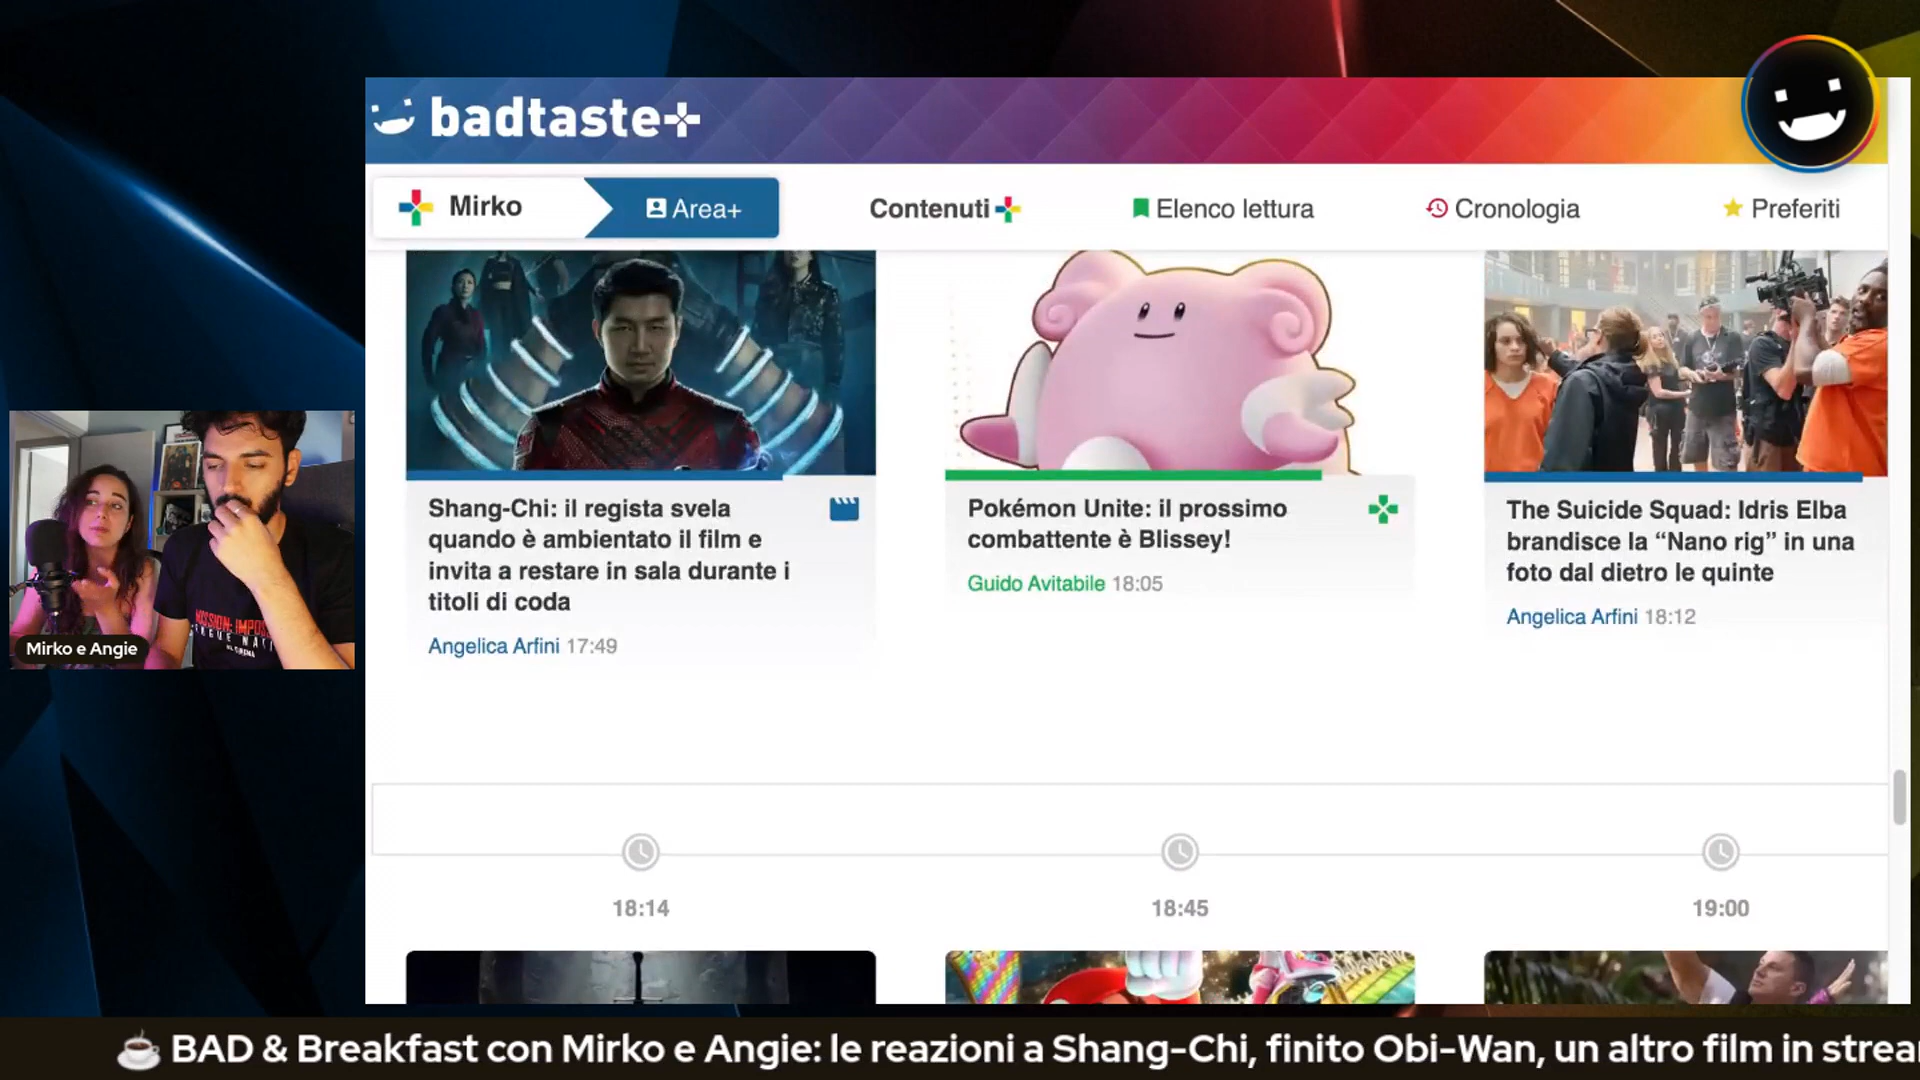 badtaste+
Mirko
Area+
Contenuti
Elenco lettura
Cronologia
Preferiti
Shang-Chi: il regista svela
quando è ambientato il film e
invita a restare in sala durante i
titoli di coda
Angelica Arfini 17:49
Pokémon Unite: il prossimo
combattente è Blissey!
Guido Avitabile 18:05
The Suicide Squad: Idris Elba
brandisce la “Nano rig” in una
foto dal dietro le quinte
Angelica Arfini 18:12
Mirko e Angie
18:14
18:45
19:00
BAD & Breakfast con Mirko e Angie: le reazioni a Shang-Chi, finito Obi-Wan, un altro film in strea